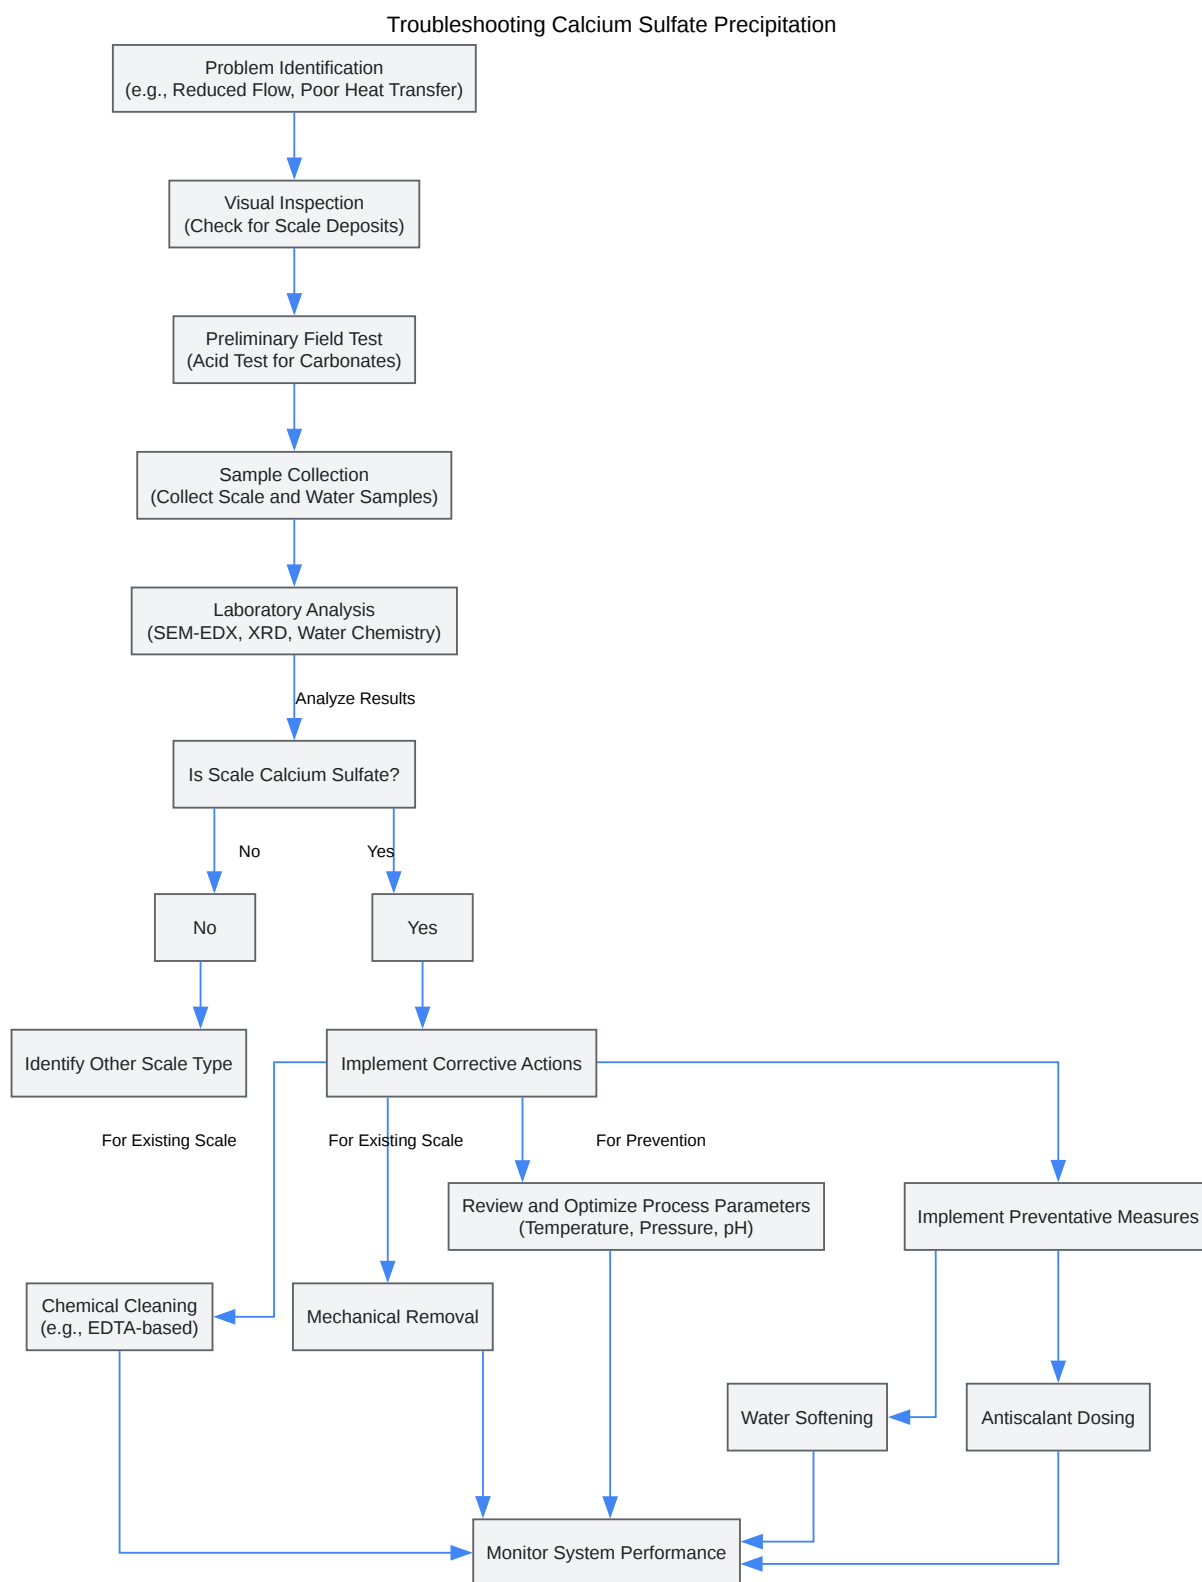 Troubleshooting Calcium Sulfate Precipitation
Problem Identification
(e.g., Reduced Flow, Poor Heat Transfer)
Visual Inspection
(Check for Scale Deposits)
Preliminary Field Test
(Acid Test for Carbonates)
Sample Collection
(Collect Scale and Water Samples)
Laboratory Analysis
(SEM-EDX, XRD, Water Chemistry)
Analyze Results
Is Scale Calcium Sulfate?
No
Yes
No
Yes
Identify Other Scale Type
Implement Corrective Actions
For Existing Scale
For Existing Scale
For Prevention
Review and Optimize Process Parameters
(Temperature, Pressure, pH)
Implement Preventative Measures
Chemical Cleaning
(e.g., EDTA-based)
Mechanical Removal
Water Softening
Antiscalant Dosing
Monitor System Performance